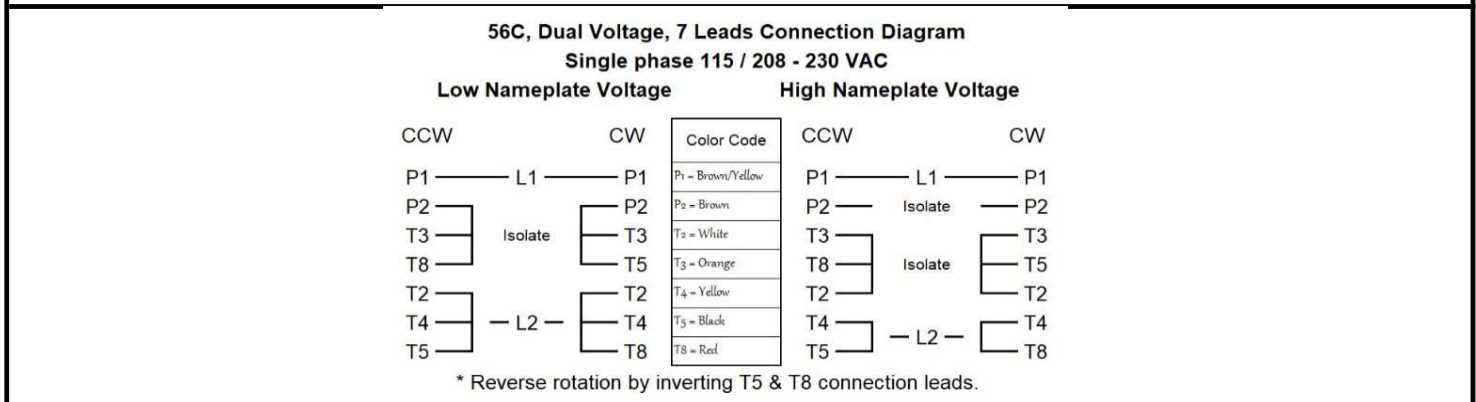 56C, Dual Voltage, 7 Leads Connection Diagram
Single phase 115 / 208 - 230 VAC
Low Nameplate Voltage High Nameplate Voltage
CCW CW Color Code CCW CW
P1 L1 P1 P1 = Brown/Yellow P1 L1 P1
P2 P2 P2 = Brown P2 Isolate P2
T3 Isolate T3 T2 = White T3 T3
T8 T5 T3 = Orange T8 Isolate T5
T2 T2 T4 = Yellow T2 T2
T4 L2 T4 T5 = Black T4 T4
T5 T8 T8 = Red T5 L2 T8
* Reverse rotation by inverting T5 & T8 connection leads.